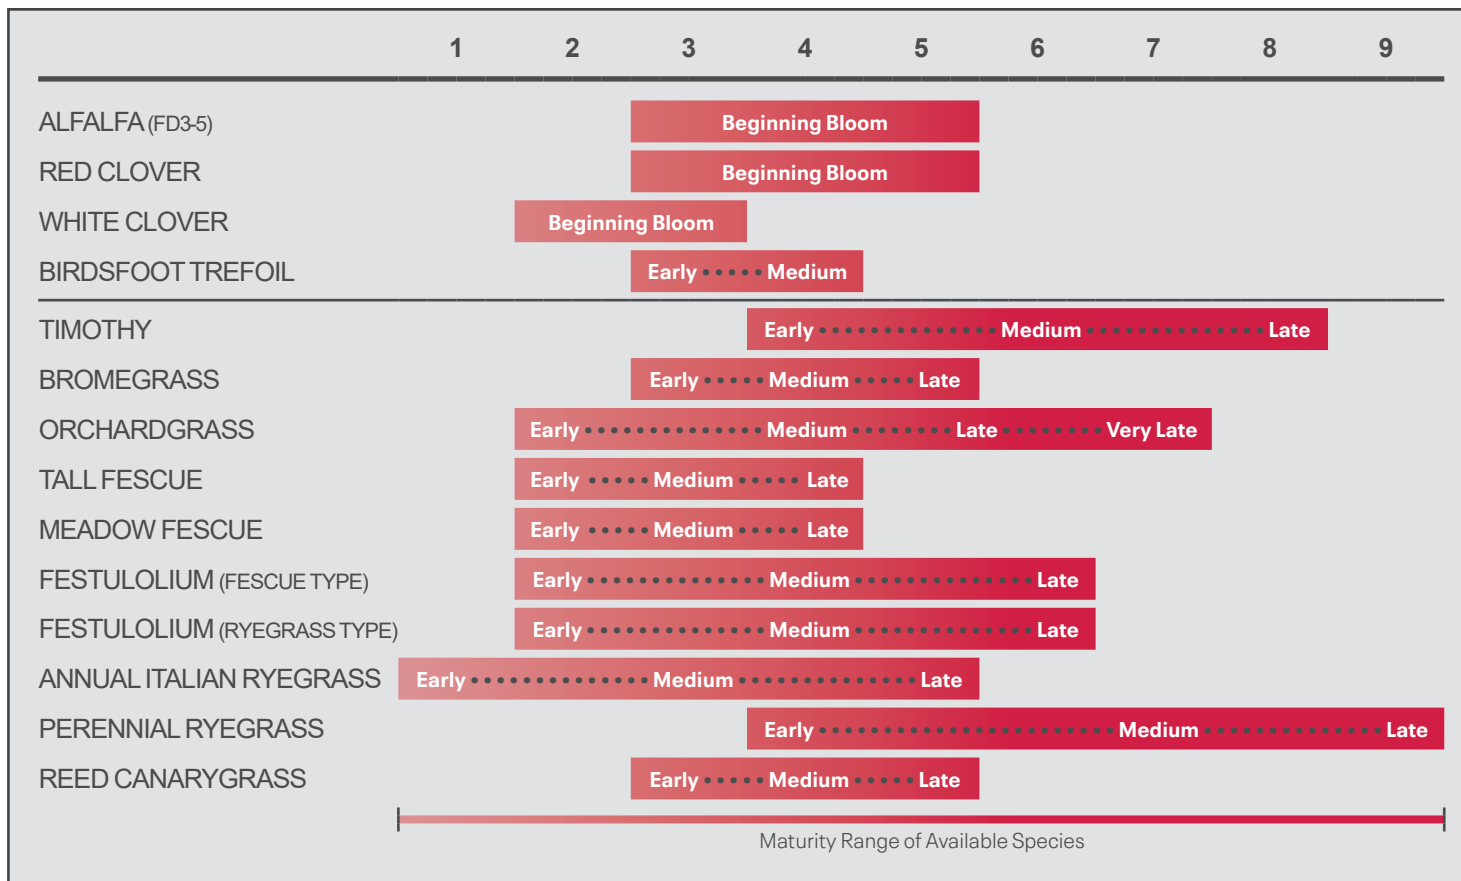 1 2 3 4 5 6 7 8 9
ALFALFA (FD3-5) Beginning Bloom
RED CLOVER Beginning Bloom
WHITE CLOVER Beginning Bloom
BIRDSFOOT TREFOIL Early ····· Medium
TIMOTHY Early ················ Medium ················ Late
BROMEGRASS Early ····· Medium ····· Late
ORCHARDGRASS Early ················ Medium ········ Late ········ Very Late
TALL FESCUE Early ····· Medium ····· Late
MEADOW FESCUE Early ····· Medium ····· Late
FESTULOLIUM (FESCUE TYPE) Early ················ Medium ················ Late
FESTULOLIUM (RYEGRASS TYPE) Early ················ Medium ················ Late
ANNUAL ITALIAN RYEGRASS Early ················ Medium ················ Late
PERENNIAL RYEGRASS Early ························ Medium ················ Late
REED CANARYGRASS Early ····· Medium ····· Late
Maturity Range of Available Species